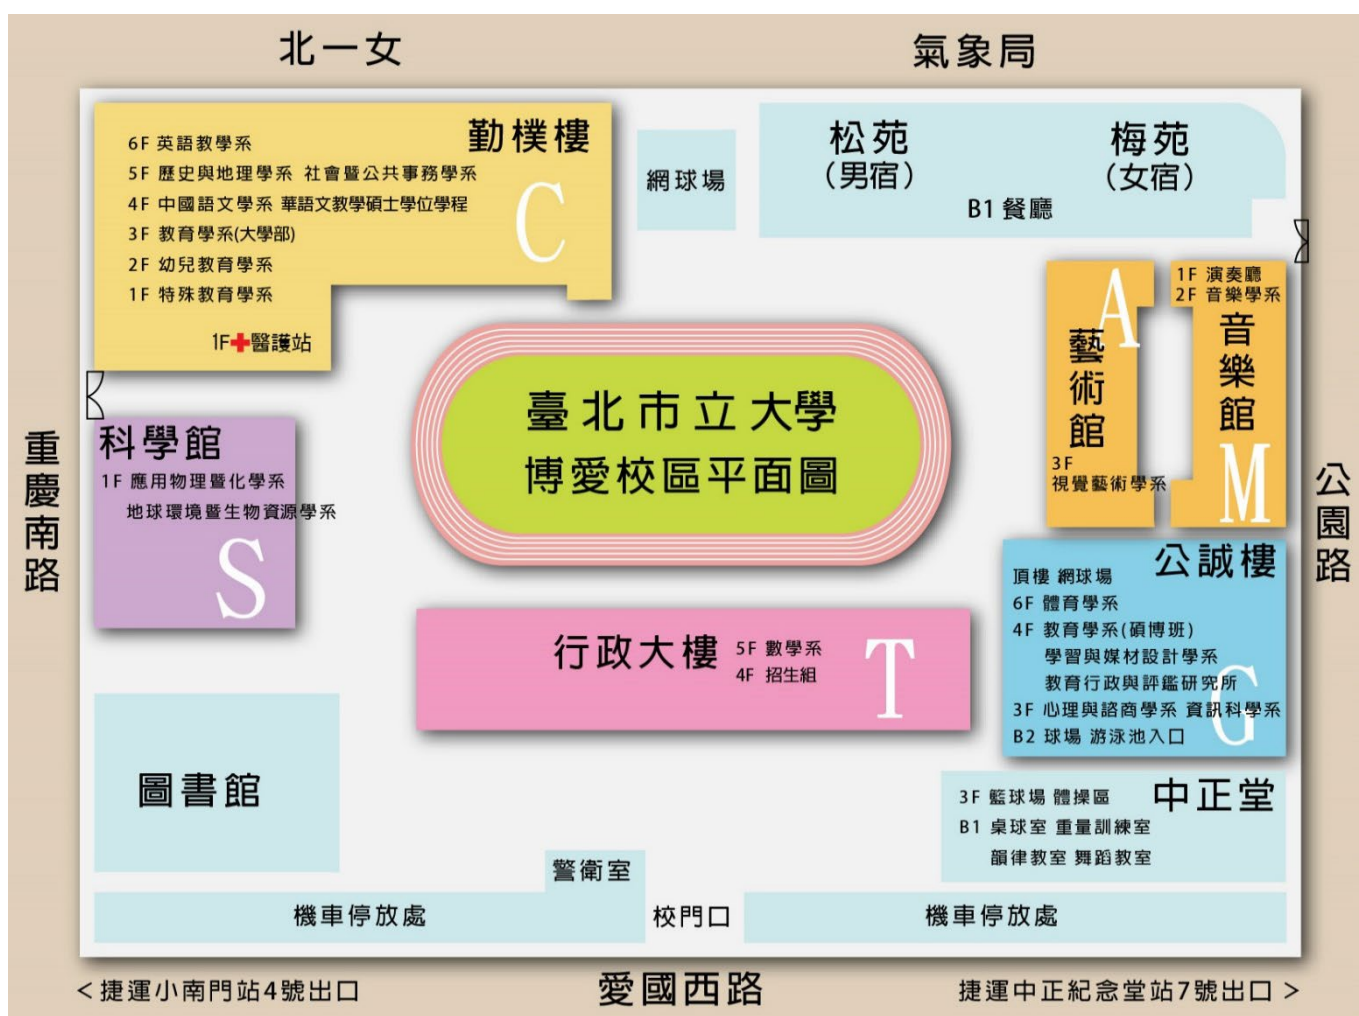 北一女
氣象局
勤樸樓
6F 英語教學系
5F 歷史與地理學系 社會暨公共事務學系
4F 中國語文學系 華語文教學碩士學位學程
3F 教育學系(大學部)
2F 幼兒教育學系
1F 特殊教育學系
C
1F 醫護站
網球場
松苑
(男宿)
梅苑
(女宿)
B1 餐廳
A
藝術館
3F
視覺藝術學系
1F 演奏廳
2F 音樂學系
音樂館
M
臺北市立大學
博愛校區平面圖
重慶南路
公園路
科學館
1F 應用物理暨化學系
地球環境暨生物資源學系
S
行政大樓
5F 數學系
4F 招生組
T
公誠樓
頂樓 網球場
6F 體育學系
4F 教育學系(碩博班)
學習與媒材設計學系
教育行政與評鑑研究所
3F 心理與諮商學系 資訊科學系
B2 球場 游泳池入口
G
圖書館
中正堂
3F 籃球場 體操區
B1 桌球室 重量訓練室
韻律教室 舞蹈教室
警衛室
機車停放處
校門口
機車停放處
<捷運小南門站4號出口
愛國西路
捷運中正紀念堂站7號出口>